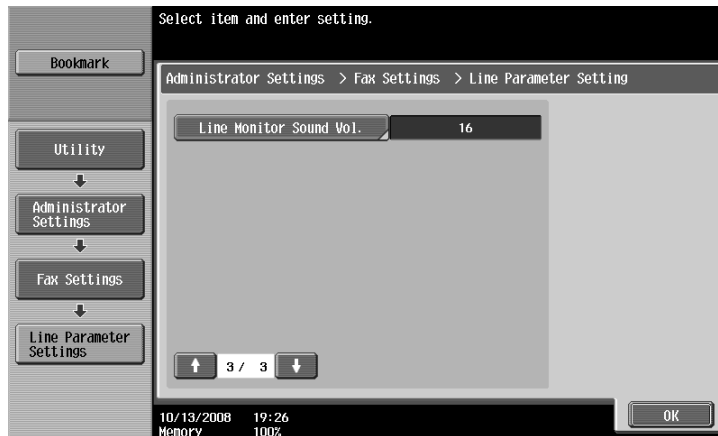 Select item and enter setting.
Bookmark
Administrator Settings > Fax Settings > Line Parameter Setting
Line Monitor Sound Vol.
16
Utility
Administrator
Settings
Fax Settings
Line Parameter
Settings
3/ 3
10/13/2008 19:26
Memory 100%
OK